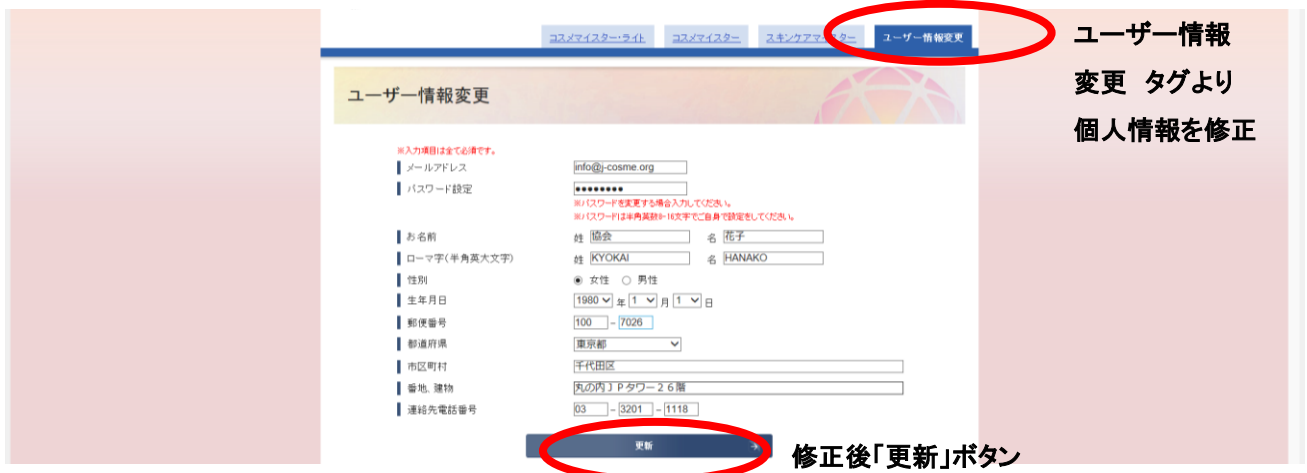 コスメマイスター・ライト コスメマイスター スキンケアマイスター ユーザー情報変更
ユーザー情報
変更 タグより
個人情報を修正
ユーザー情報変更
※入力項目は全て必須です。
メールアドレス info@j-cosme.org
パスワード設定 ●●●●●●●●
※パスワードを変更する場合入力してください。
※パスワードは半角英数8-16文字でご自身で設定をしてください。
お名前 姓 協会 名 花子
ローマ字(半角英大文字) 姓 KYOKAI 名 HANAKO
性別 女性 男性
生年月日 1980 年 1 月 1 日
郵便番号 100 - 7026
都道府県 東京都
市区町村 千代田区
番地、建物 丸の内JPタワー26階
連絡先電話番号 03 - 3201 - 1118
更新
修正後「更新」ボタン